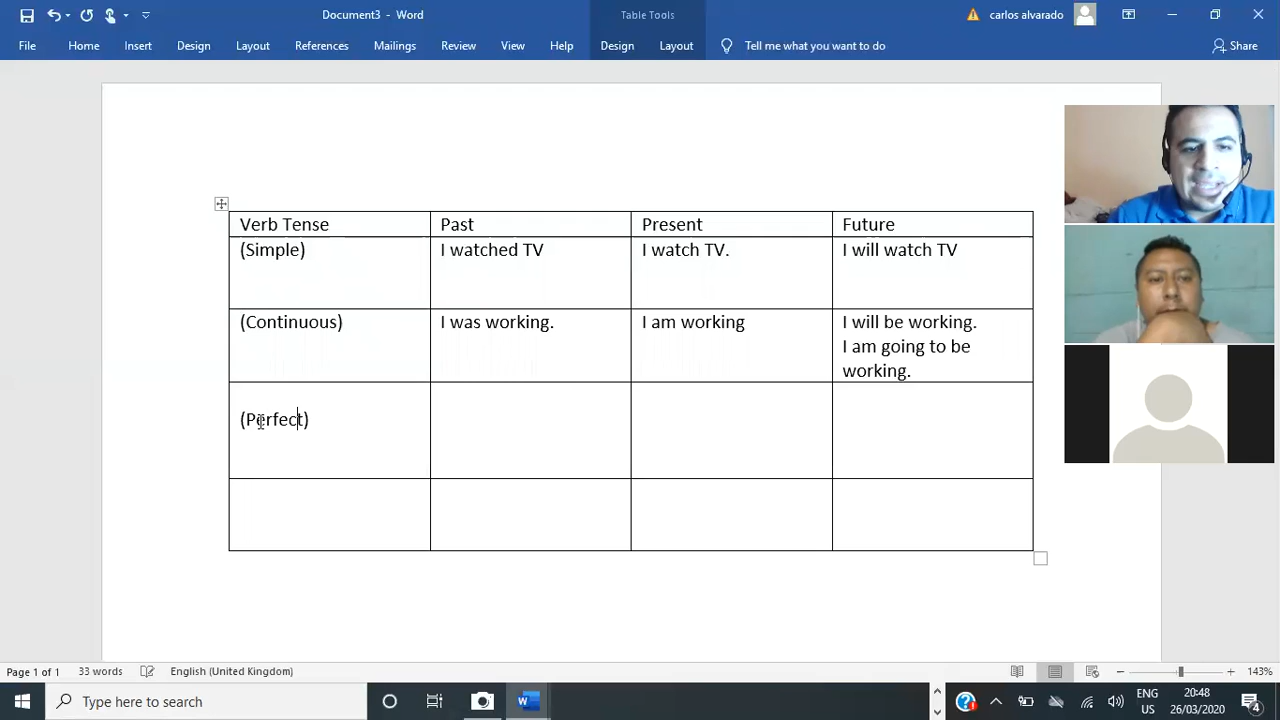 Document3 - Word
Table Tools
carlos alvarado
File Home Insert Design Layout References Mailings Review View Help Design Layout Tell me what you want to do Share
Verb Tense Past Present Future
(Simple) I watched TV I watch TV. I will watch TV
(Continuous) I was working. I am working I will be working.
I am going to be
working.
(Perfect)
Page 1 of 1 33 words English (United Kingdom) 143%
Type here to search
ENG
US
20:48
26/03/2020
4